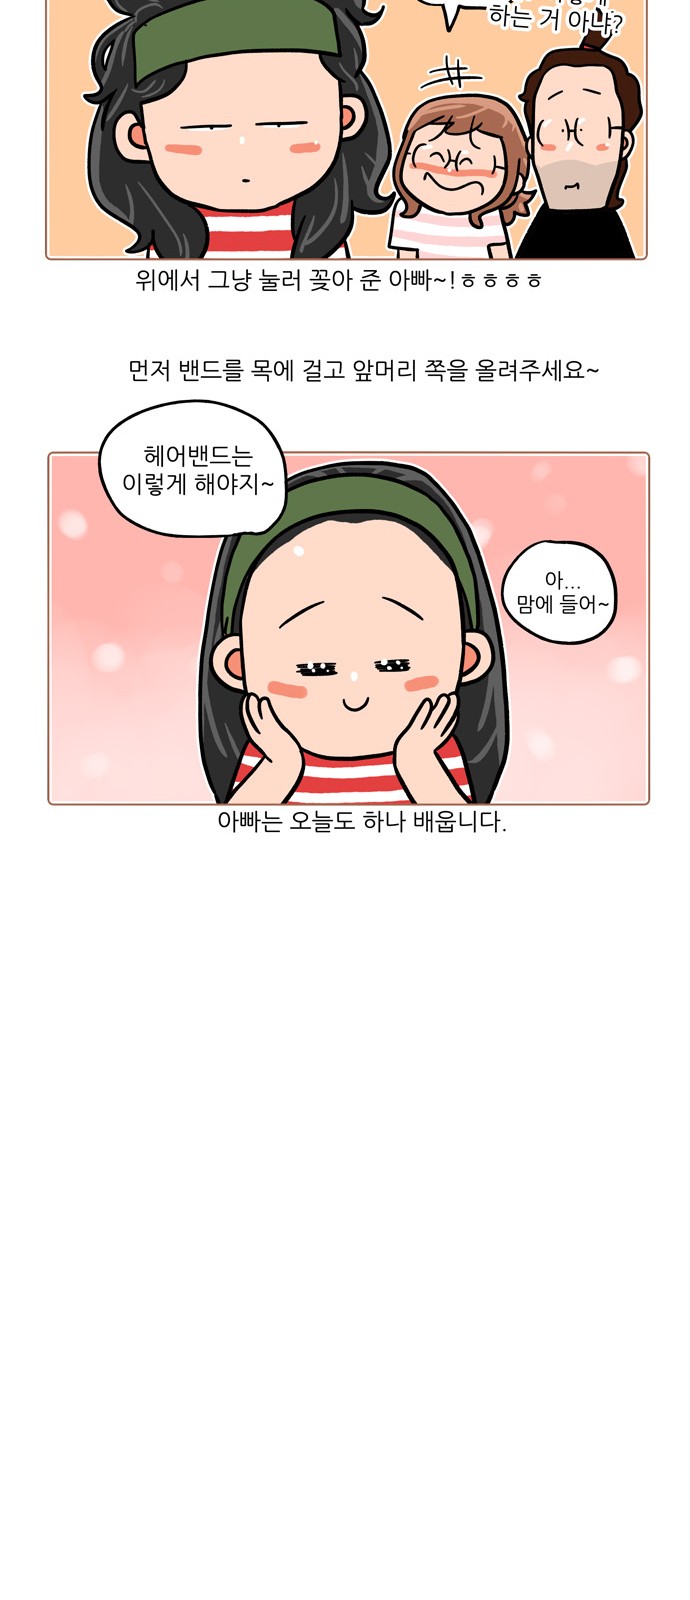 하는 거 아냐?
위에서 그냥 눌러 꽂아 준 아빠~!ㅎㅎㅎㅎ
먼저 밴드를 목에 걸고 앞머리 쪽을 올려주세요~
헤어밴드는
이렇게 해야지~
아...
맘에 들어~
아빠는 오늘도 하나 배웁니다.